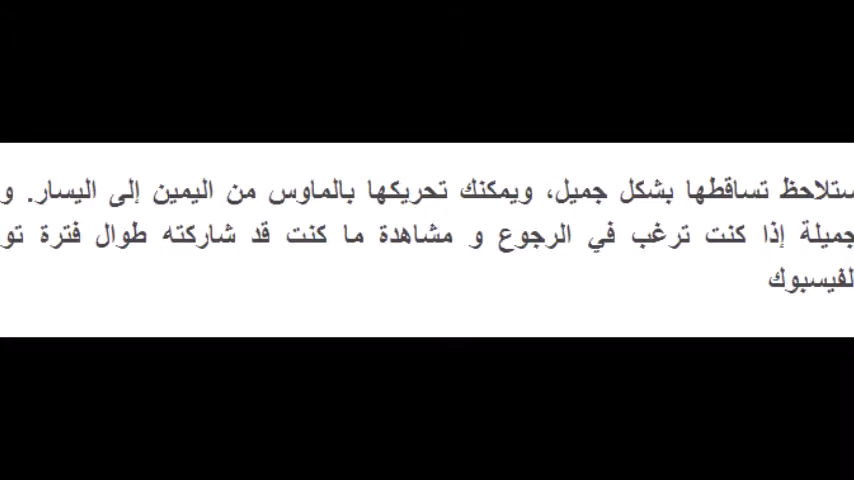 ستلاحظ تساقطها بشكل جميل، ويمكنك تحريكها بالماوس من اليمين إلى اليسار. و
جميلة إذا كنت ترغب في الرجوع و مشاهدة ما كنت قد شاركته طوال فترة تو
لفيسبوك